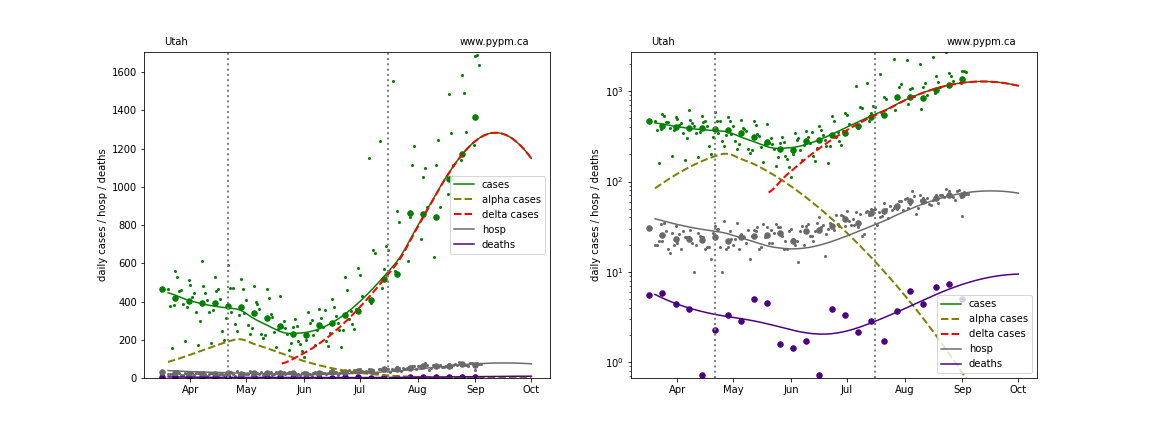 Utah www.pypm.ca
1600
1400
1200
1000
800
600
400
200
0
daily cases / hosp / deaths
cases
alpha cases
delta cases
hosp
deaths
Apr May Jun Jul Aug Sep Oct
Utah www.pypm.ca
10³
10²
10¹
10⁰
daily cases / hosp / deaths
cases
alpha cases
delta cases
hosp
deaths
Apr May Jun Jul Aug Sep Oct